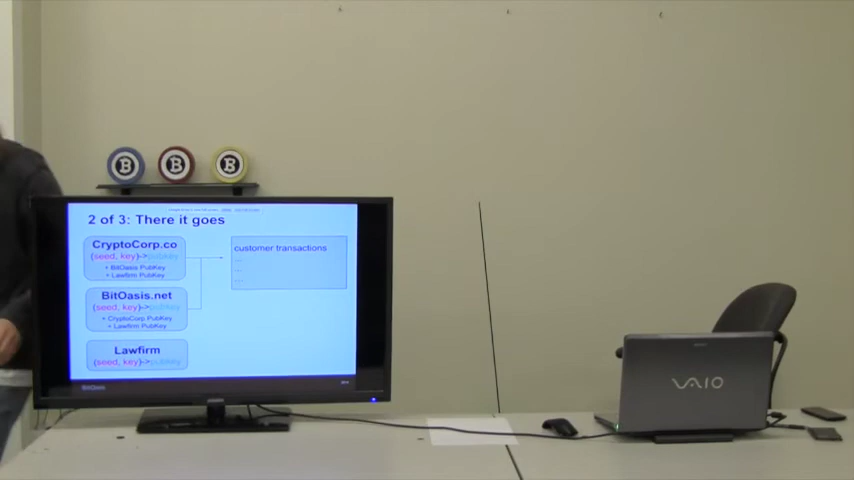 2 of 3: There it goes
CryptoCorp.co
(seed, key)->pubkey
+ BitOasis PubKey
+ Lawfirm PubKey
customer transactions
...
...
...
BitOasis.net
(seed, key)->pubkey
+ CryptoCorp PubKey
+ Lawfirm PubKey
Lawfirm
(seed, key)->pubkey
BitOasis
VAIO